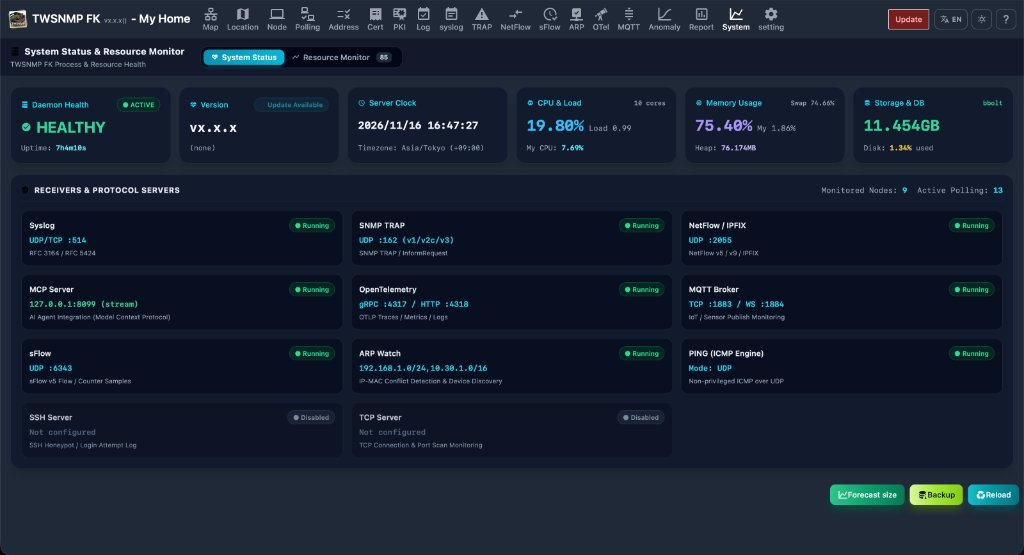 TWSNMP FK vx.x.x() - My Home
Map Location Node Polling Address Cert PKI Log syslog TRAP NetFlow sFlow ARP OTel MQTT Anomaly Report System setting
Update EN ?
System Status & Resource Monitor
TWSNMP FK Process & Resource Health
System Status Resource Monitor 85
Daemon Health ACTIVE
HEALTHY
Uptime: 7h4m10s
Version Update Available
vx.x.x
(none)
Server Clock
2026/11/16 16:47:27
Timezone: Asia/Tokyo (+09:00)
CPU & Load 10 cores
19.80% Load 0.99
My CPU: 7.69%
Memory Usage Swap 74.66%
75.40% My 1.86%
Heap: 76.174MB
Storage & DB bbolt
11.454GB
Disk: 1.34% used
RECEIVERS & PROTOCOL SERVERS Monitored Nodes: 9 Active Polling: 13
Syslog Running
UDP/TCP :514
RFC 3164 / RFC 5424
SNMP TRAP Running
UDP :162 (v1/v2c/v3)
SNMP TRAP / InformRequest
NetFlow / IPFIX Running
UDP :2055
NetFlow v5 / v9 / IPFIX
MCP Server Running
127.0.0.1:8099 (stream)
AI Agent Integration (Model Context Protocol)
OpenTelemetry Running
gRPC :4317 / HTTP :4318
OTLP Traces / Metrics / Logs
MQTT Broker Running
TCP :1883 / WS :1884
IoT / Sensor Publish Monitoring
sFlow Running
UDP :6343
sFlow v5 Flow / Counter Samples
ARP Watch Running
192.168.1.0/24,10.30.1.0/16
IP-MAC Conflict Detection & Device Discovery
PING (ICMP Engine) Running
Mode: UDP
Non-privileged ICMP over UDP
SSH Server Disabled
Not configured
SSH Honeypot / Login Attempt Log
TCP Server Disabled
Not configured
TCP Connection & Port Scan Monitoring
Forecast size Backup Reload